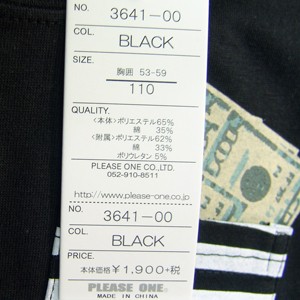 NO. 3641-00
COL. BLACK
SIZE.
胸囲 53-59
110
QUALITY.
<本体>ポリエステル65%
綿 35%
<附属>ポリエステル62%
綿 33%
ポリウレタン 5%
PLEASE ONE CO.,LTD.
052-910-8511
http://www.please-one.co.jp
NO. 3641-00
COL. BLACK
PRICE.
本体価格 ¥1,900+税
PLEASE ONE
MADE IN CHINA